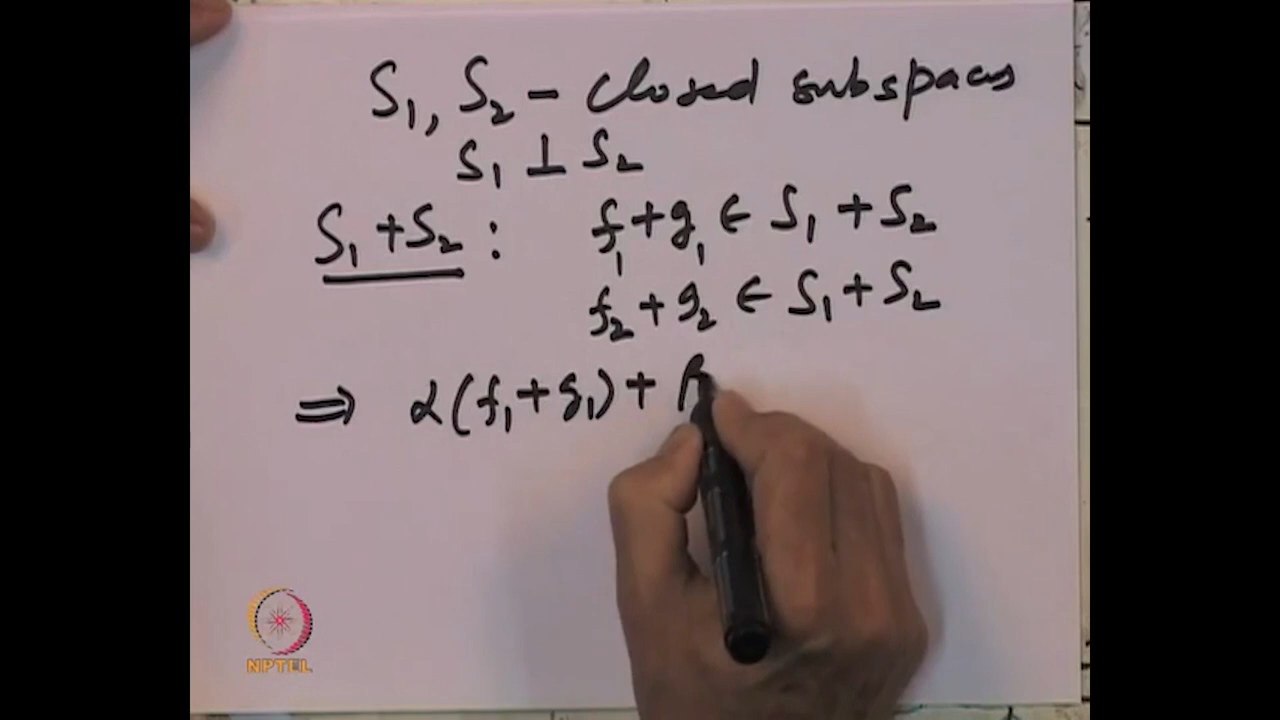 S₁, S₂ – Closed subspaces
S₁ ⊥ S₂
S₁ + S₂ : f₁ + g₁ ∈ S₁ + S₂
f₂ + g₂ ∈ S₁ + S₂
⇒ α(f₁ + g₁) + β
NPTEL